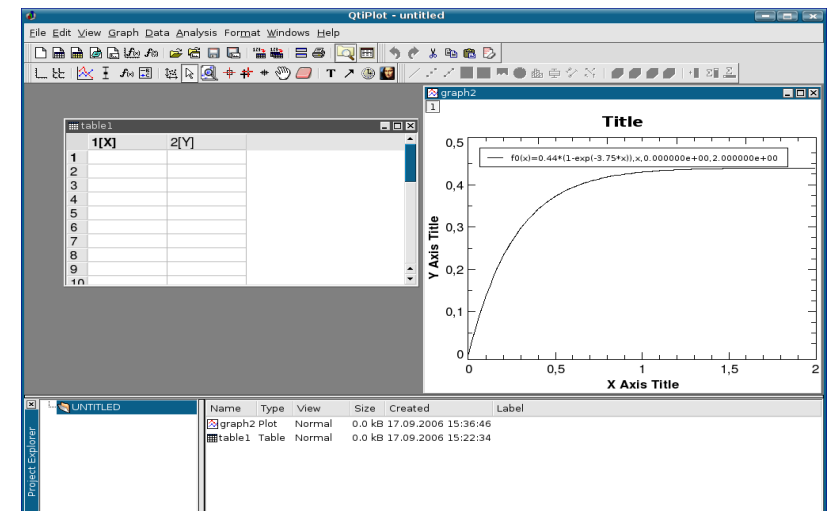 QtiPlot - untitled
File Edit View Graph Data Analysis Format Windows Help
graph2
1
Title
table1
1[X] 2[Y]
1
2
3
4
5
6
7
8
9
10
f0(x)=0.44*(1-exp(-3.75*x)),x,0.000000e+00,2.000000e+00
0,5
0,4
0,3
0,2
0,1
0
Y Axis Title
0 0,5 1 1,5 2
X Axis Title
Project Explorer
UNTITLED
Name Type View Size Created Label
graph2 Plot Normal 0.0 kB 17.09.2006 15:36:46
table1 Table Normal 0.0 kB 17.09.2006 15:22:34